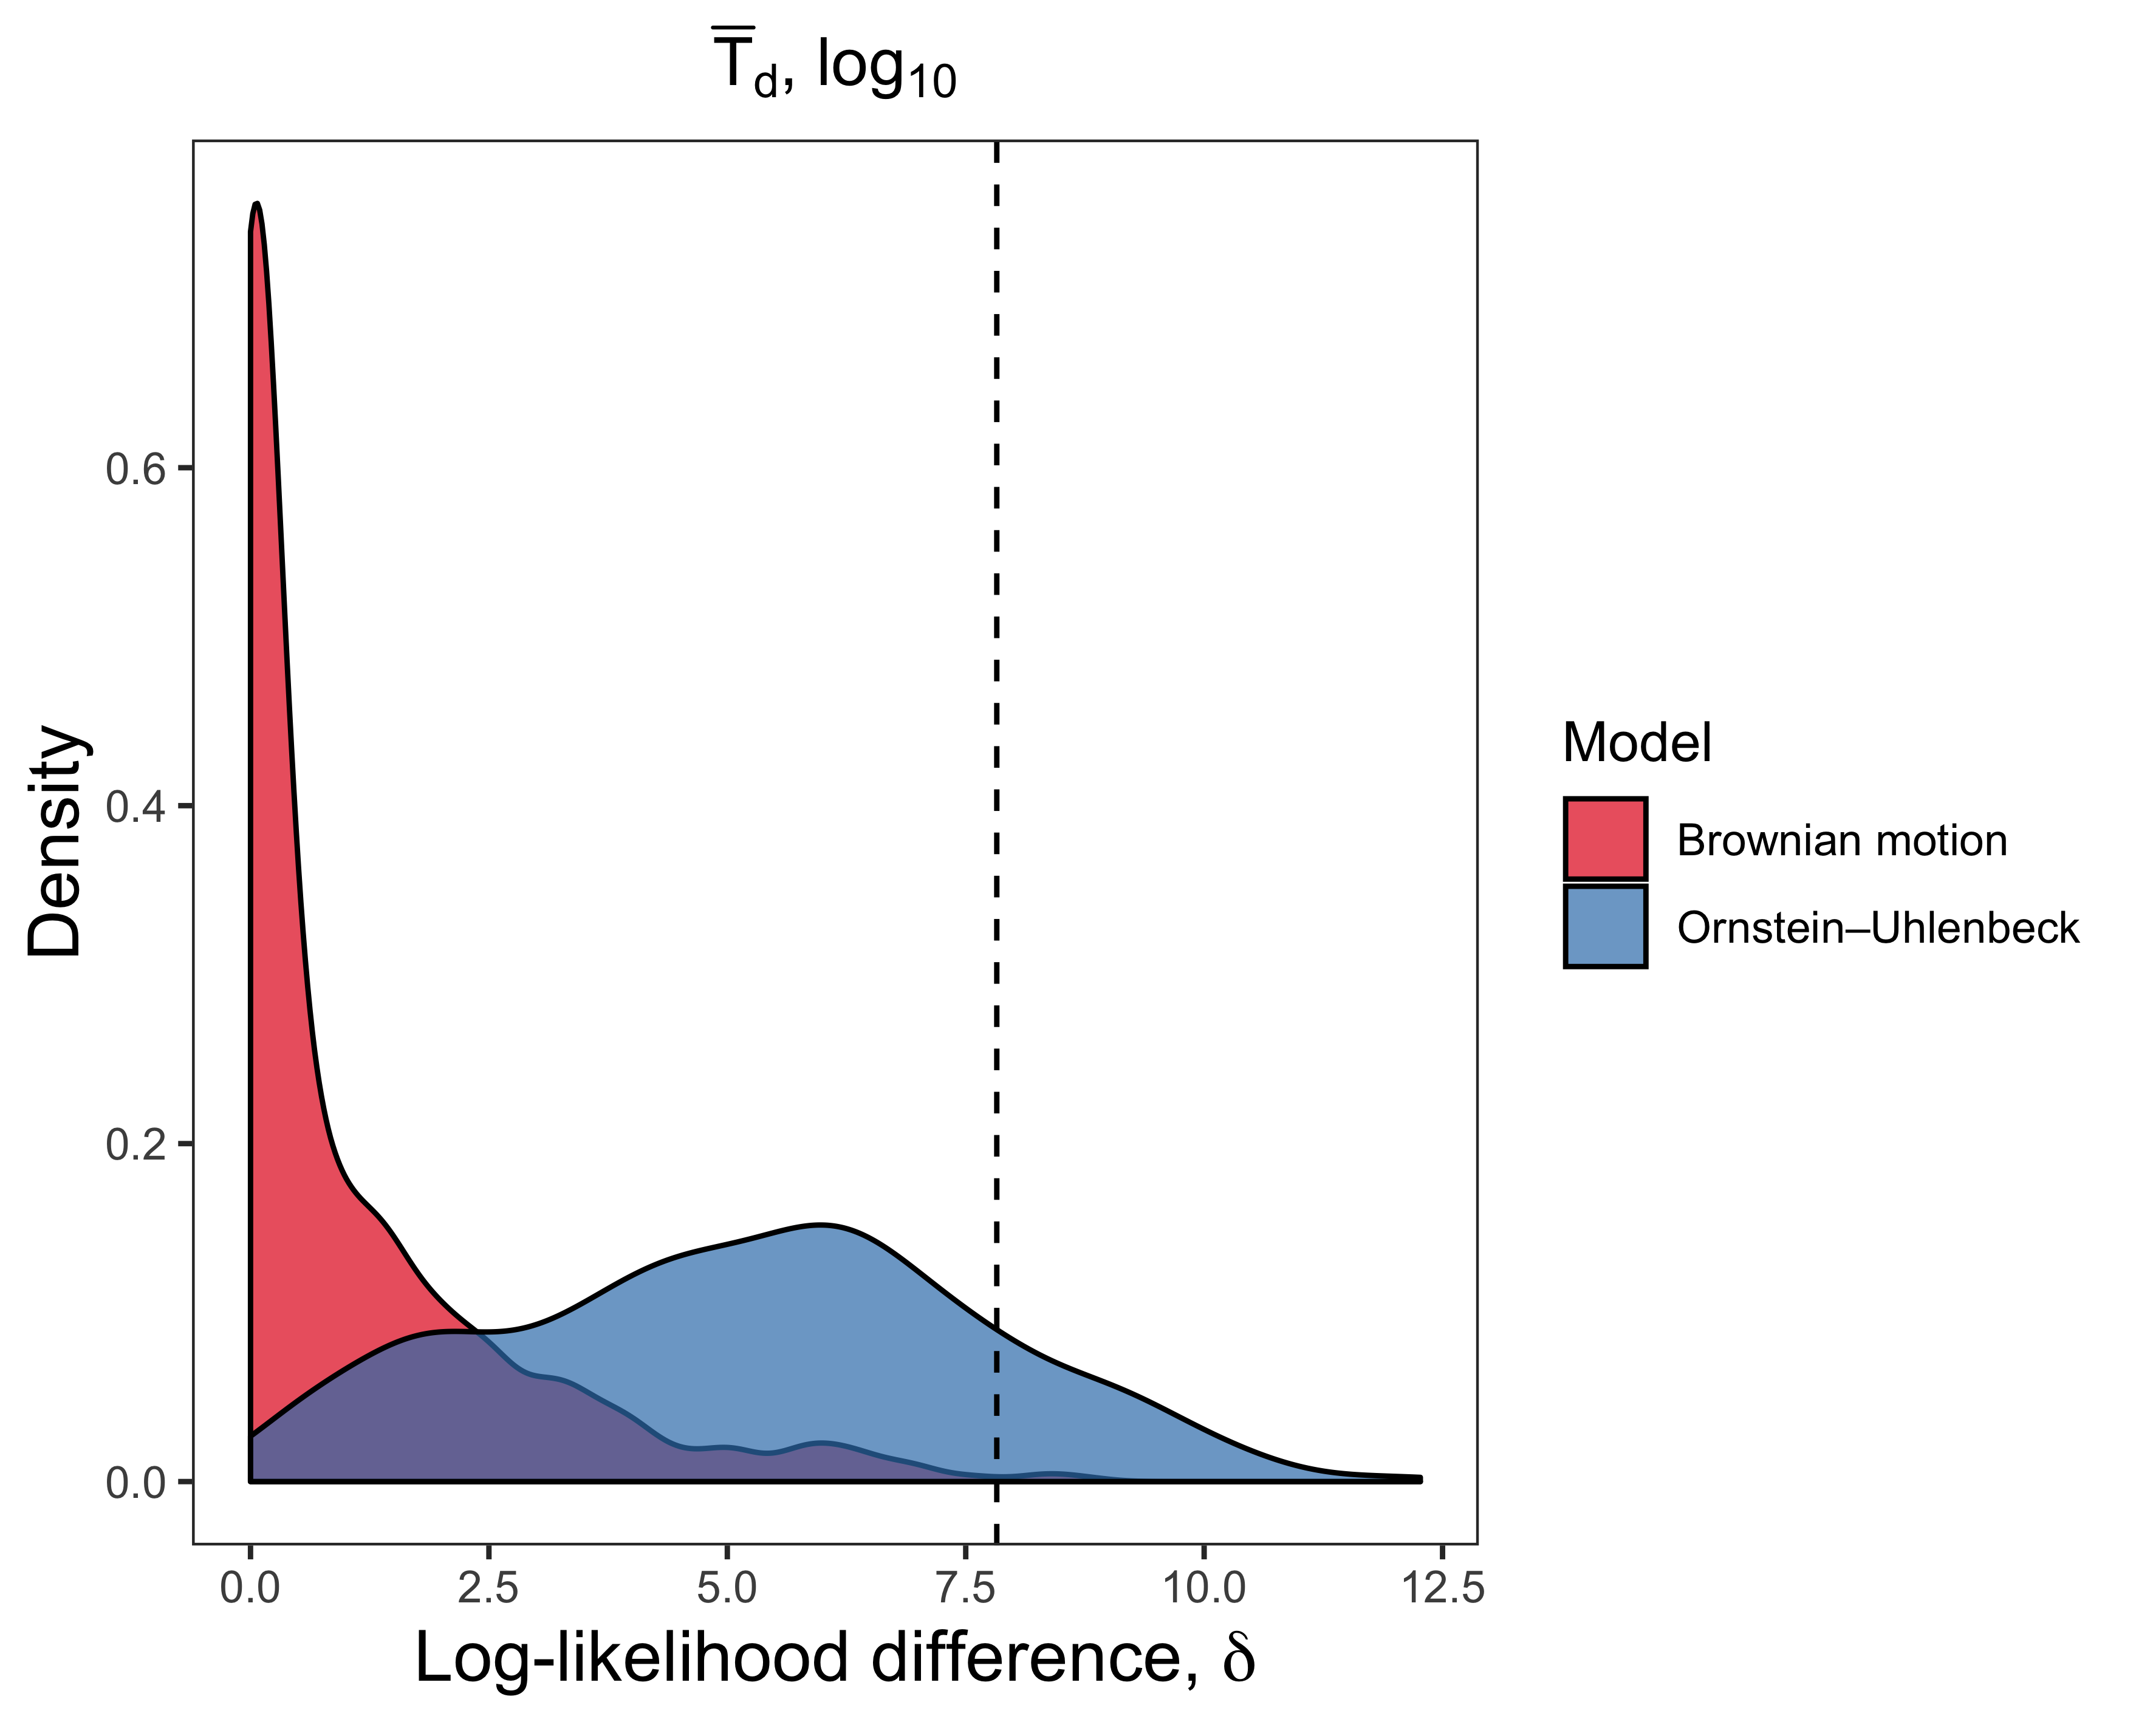 T̅d, log10
Density
0.6
0.4
0.2
0.0
0.0 2.5 5.0 7.5 10.0 12.5
Log-likelihood difference, δ
Model
Brownian motion
Ornstein–Uhlenbeck